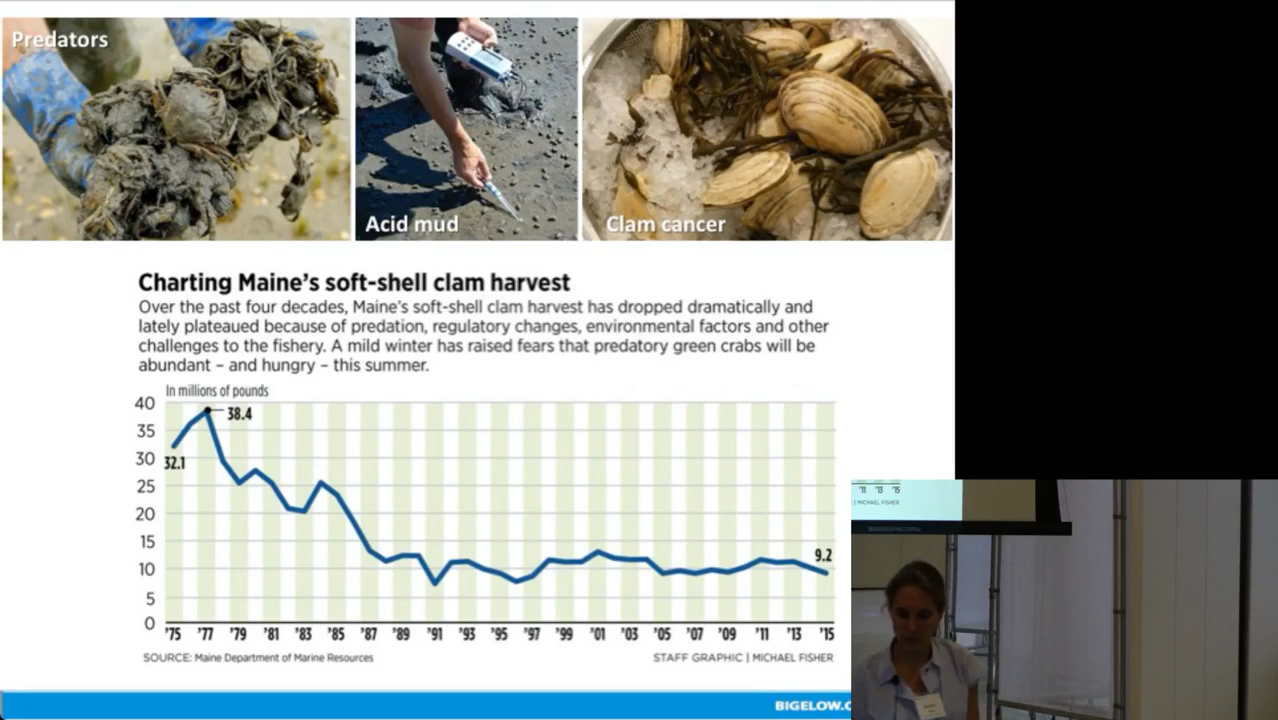 Predators
Acid mud
Clam cancer
Charting Maine's soft-shell clam harvest
Over the past four decades, Maine's soft-shell clam harvest has dropped dramatically and
lately plateaued because of predation, regulatory changes, environmental factors and other
challenges to the fishery. A mild winter has raised fears that predatory green crabs will be
abundant – and hungry – this summer.
In millions of pounds
40
35
30
25
20
15
10
5
0
38.4
32.1
9.2
'75 '77 '79 '81 '83 '85 '87 '89 '91 '93 '95 '97 '99 '01 '03 '05 '07 '09 '11 '13 '15
SOURCE: Maine Department of Marine Resources
STAFF GRAPHIC | MICHAEL FISHER
BIGELOW.
'11 '13 '15
| MICHAEL FISHER